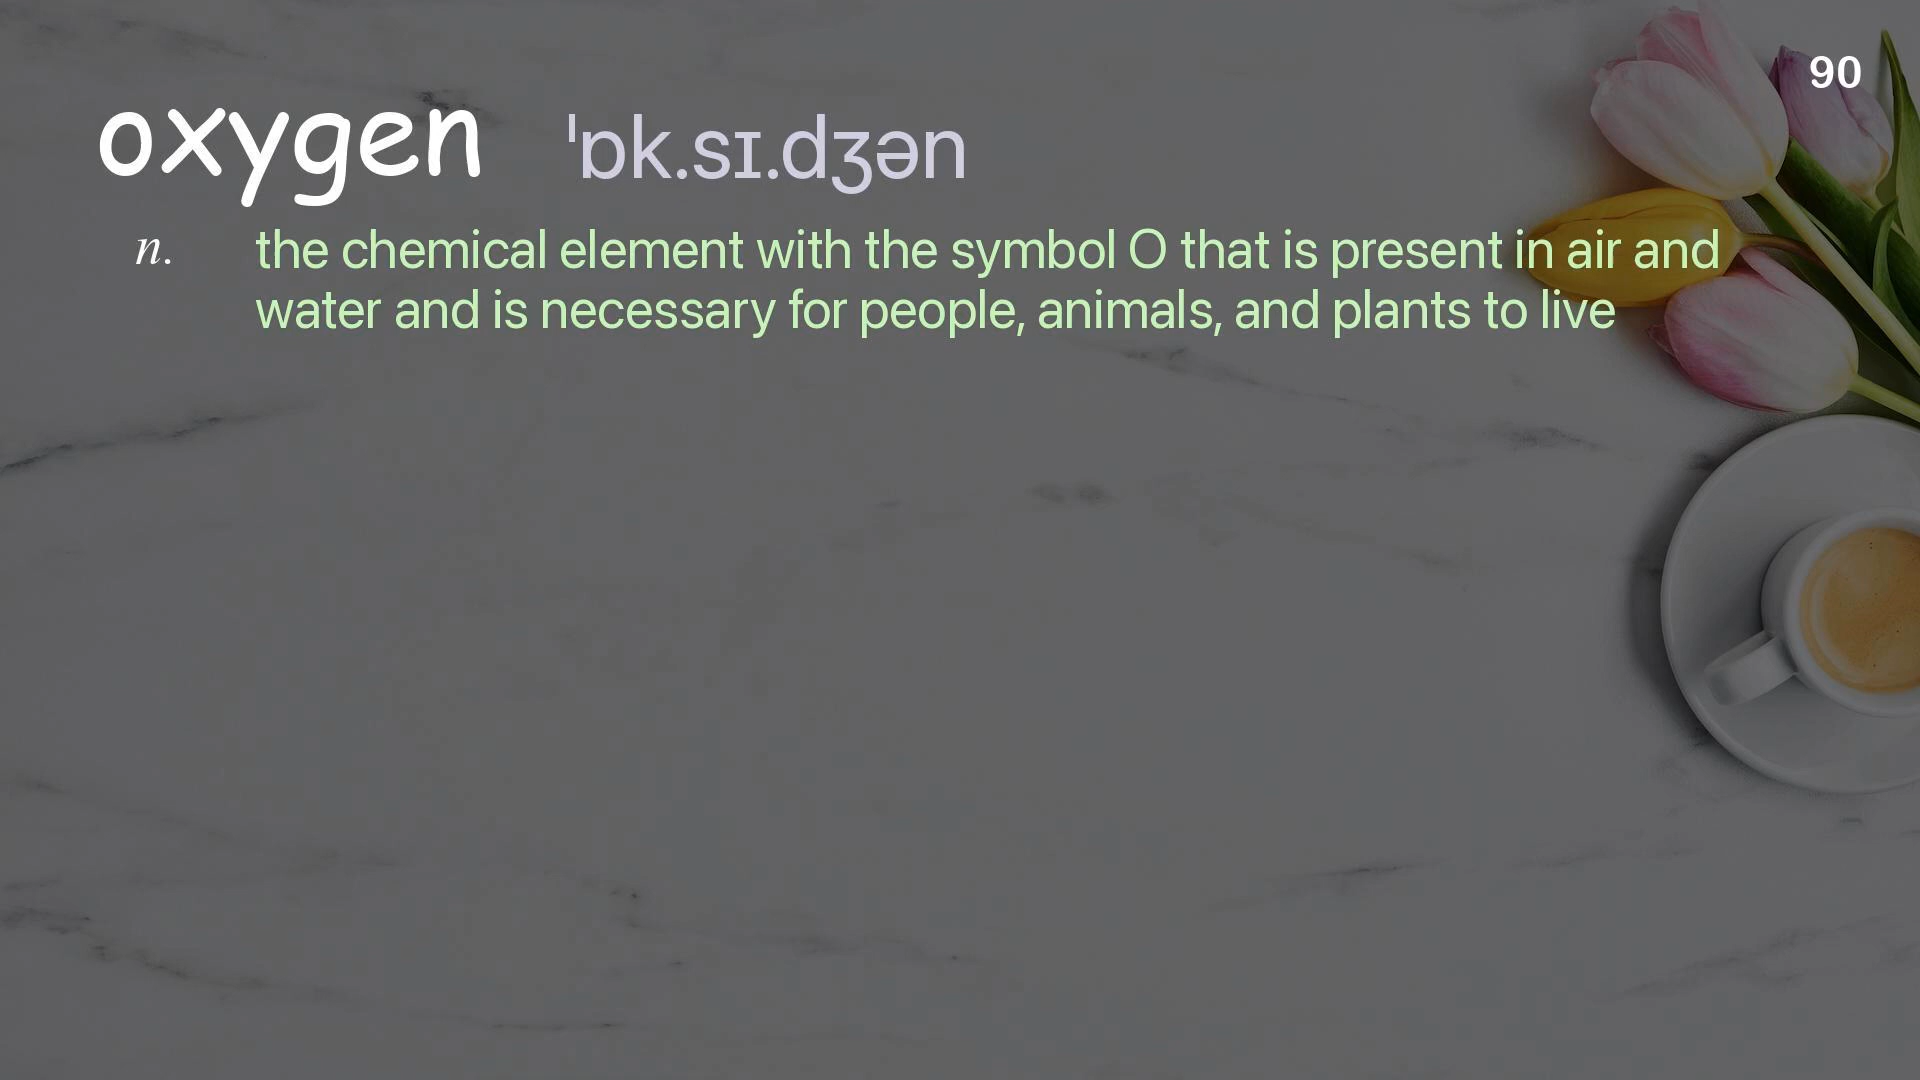 90
oxygen ˈɒk.sɪ.dʒən
n. the chemical element with the symbol O that is present in air and
water and is necessary for people, animals, and plants to live